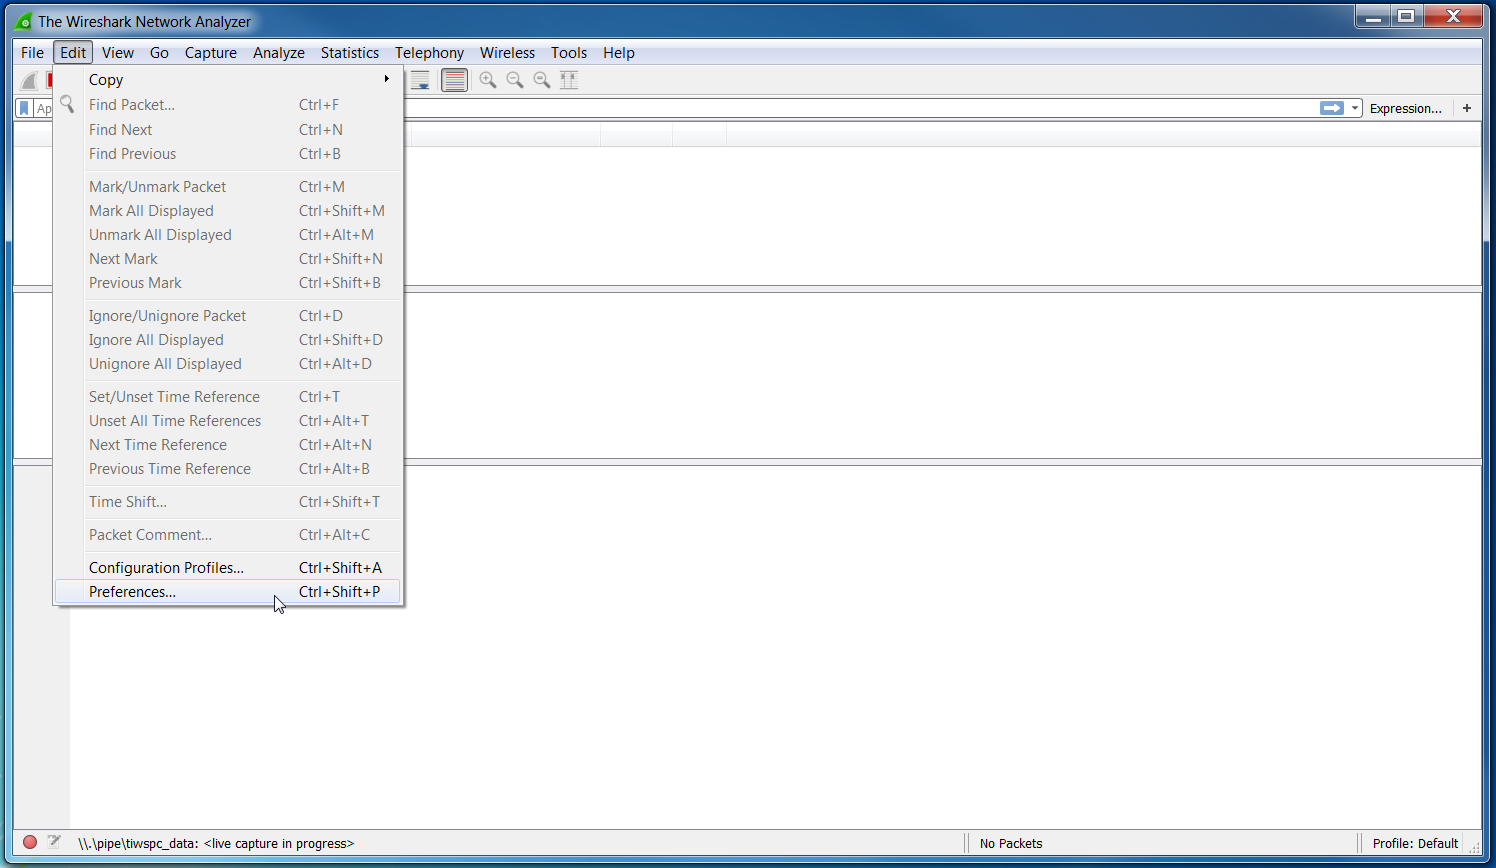 The Wireshark Network Analyzer
File Edit View Go Capture Analyze Statistics Telephony Wireless Tools Help
Ap
Expression... +
Copy
Find Packet... Ctrl+F
Find Next Ctrl+N
Find Previous Ctrl+B
Mark/Unmark Packet Ctrl+M
Mark All Displayed Ctrl+Shift+M
Unmark All Displayed Ctrl+Alt+M
Next Mark Ctrl+Shift+N
Previous Mark Ctrl+Shift+B
Ignore/Unignore Packet Ctrl+D
Ignore All Displayed Ctrl+Shift+D
Unignore All Displayed Ctrl+Alt+D
Set/Unset Time Reference Ctrl+T
Unset All Time References Ctrl+Alt+T
Next Time Reference Ctrl+Alt+N
Previous Time Reference Ctrl+Alt+B
Time Shift... Ctrl+Shift+T
Packet Comment... Ctrl+Alt+C
Configuration Profiles... Ctrl+Shift+A
Preferences... Ctrl+Shift+P
\\.\pipe\tiwspc_data: <live capture in progress> No Packets Profile: Default